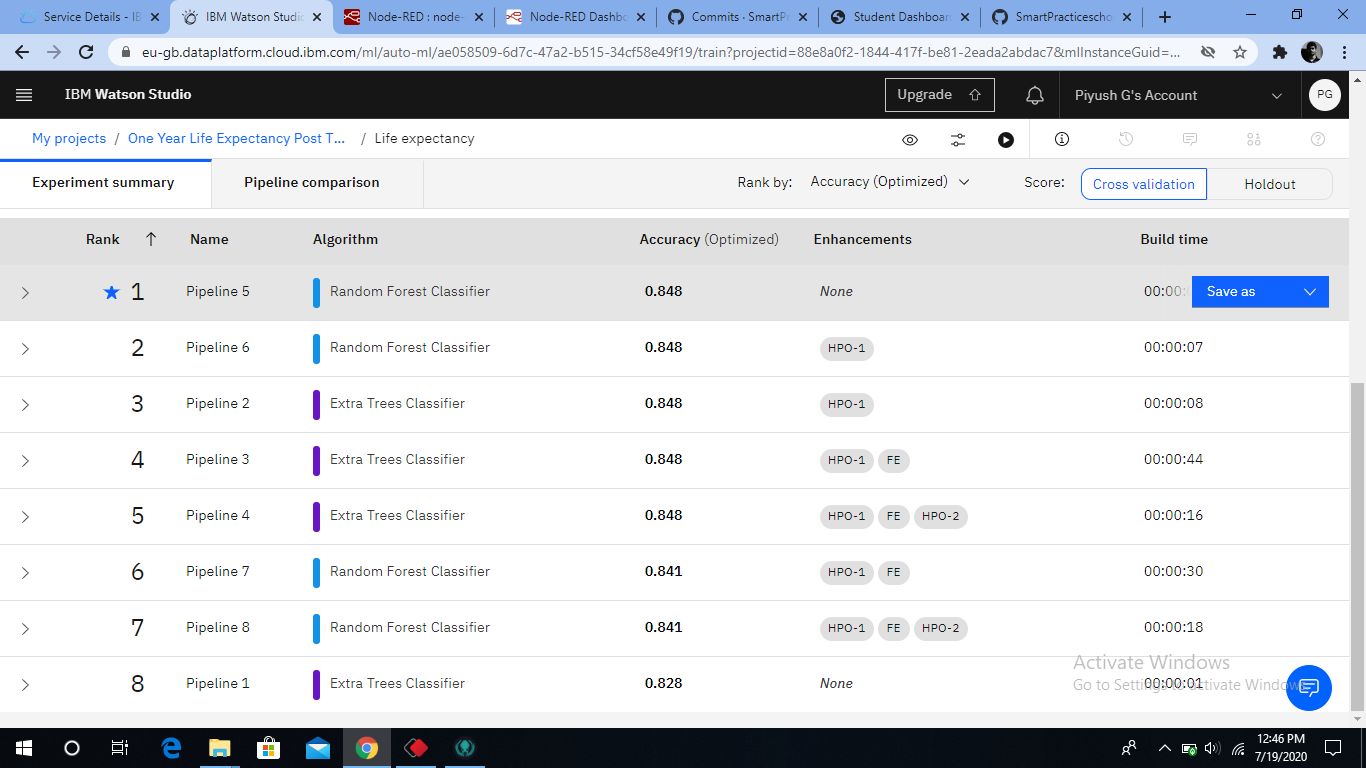 Service Details - IB
IBM Watson Studio
Node-RED : node-
Node-RED Dashbo
Commits · SmartPr
Student Dashboar
SmartPracticescho
eu-gb.dataplatform.cloud.ibm.com/ml/auto-ml/ae058509-6d7c-47a2-b515-34cf58e49f19/train?projectid=88e8a0f2-1844-417f-be81-2eada2abdac7&mlInstanceGuid=...
IBM Watson Studio
Upgrade
Piyush G's Account
PG
My projects / One Year Life Expectancy Post T... / Life expectancy
Experiment summary
Pipeline comparison
Rank by: Accuracy (Optimized)
Score: Cross validation Holdout
Rank Name Algorithm Accuracy (Optimized) Enhancements Build time
1 Pipeline 5 Random Forest Classifier 0.848 None 00:00: Save as
2 Pipeline 6 Random Forest Classifier 0.848 HPO-1 00:00:07
3 Pipeline 2 Extra Trees Classifier 0.848 HPO-1 00:00:08
4 Pipeline 3 Extra Trees Classifier 0.848 HPO-1 FE 00:00:44
5 Pipeline 4 Extra Trees Classifier 0.848 HPO-1 FE HPO-2 00:00:16
6 Pipeline 7 Random Forest Classifier 0.841 HPO-1 FE 00:00:30
7 Pipeline 8 Random Forest Classifier 0.841 HPO-1 FE HPO-2 00:00:18
Activate Windows
8 Pipeline 1 Extra Trees Classifier 0.828 None 00:00:01
Go to Settings to activate Windows.
12:46 PM
7/19/2020